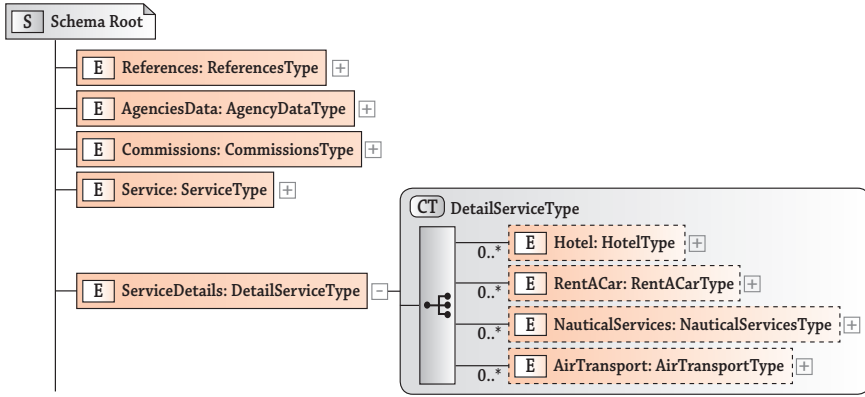 S Schema Root
E References: ReferencesType
E AgenciesData: AgencyDataType
E Commissions: CommissionsType
E Service: ServiceType
CT DetailServiceType
0..* E Hotel: HotelType
0..* E RentACar: RentACarType
E ServiceDetails: DetailServiceType
0..* E NauticalServices: NauticalServicesType
0..* E AirTransport: AirTransportType